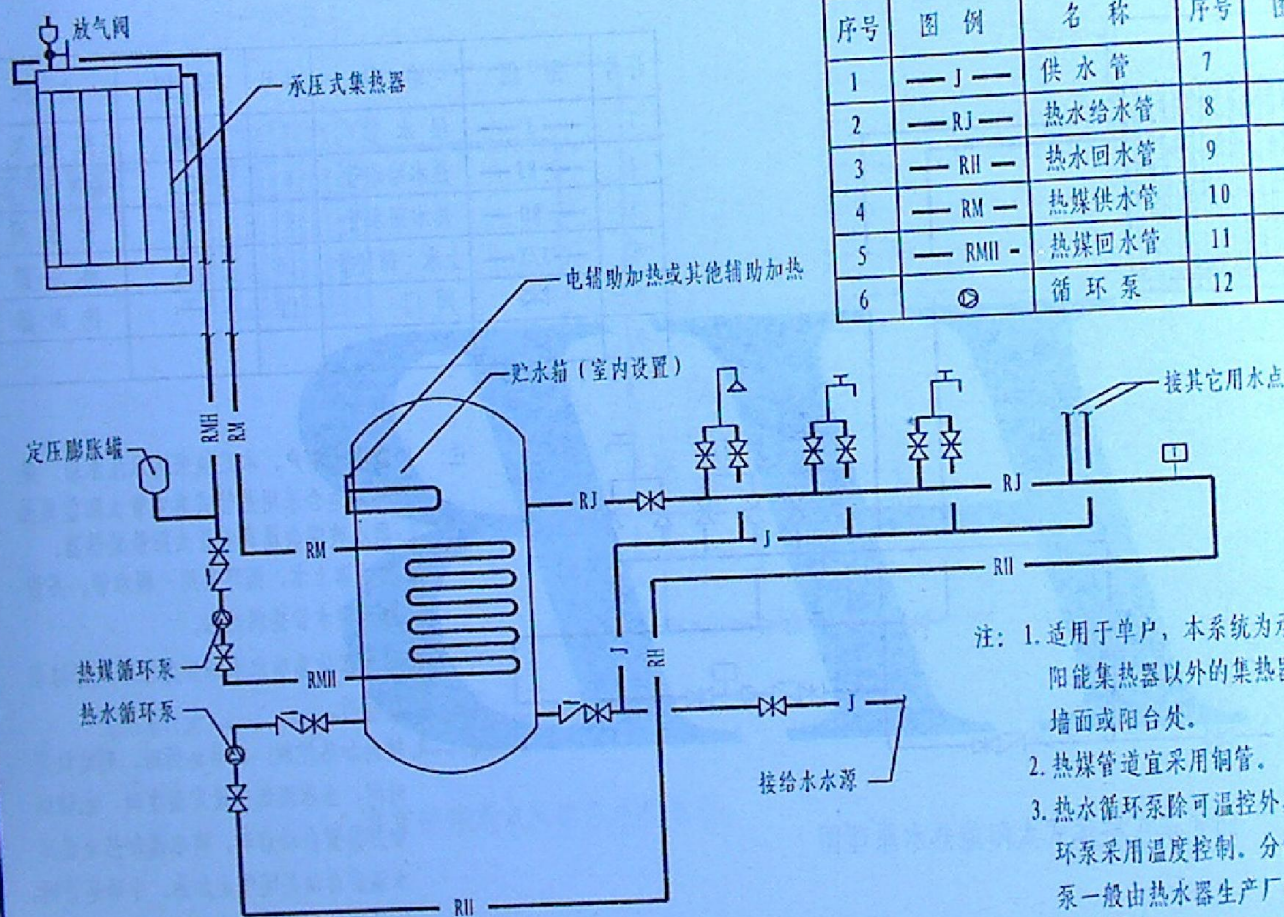 放气阀
承压式集热器
序号 图例 名称 序号
1 J 供水管 7
2 RJ 热水给水管 8
3 RH 热水回水管 9
4 RM 热媒供水管 10
5 RMH 热媒回水管 11
6 循环泵 12
电辅助加热或其他辅助加热
贮水箱（室内设置）
接其它用水点
定压膨胀罐
RMH
RM
RJ
RJ
T
RM
J
RH
热媒循环泵
RMH
J
RH
热水循环泵
J
接给水水源
RH
注：1.适用于单户，本系统为承
阳能集热器以外的集热器
墙面或阳台处。
2.热媒管道宜采用铜管。
3.热水循环泵除可温控外
环泵采用温度控制。分
泵一般由热水器生产厂